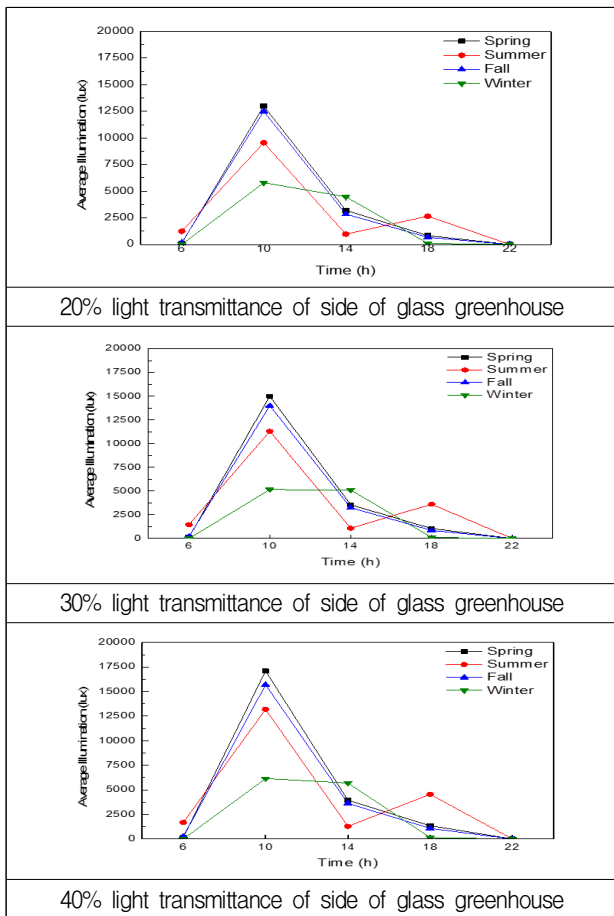 20000
17500
15000
12500
10000
7500
5000
2500
0
Average Illumination (lux)
Spring
Summer
Fall
Winter
6 10 14 18 22
Time (h)
20% light transmittance of side of glass greenhouse
20000
17500
15000
12500
10000
7500
5000
2500
0
Average Illumination (lux)
Spring
Summer
Fall
Winter
6 10 14 18 22
Time (h)
30% light transmittance of side of glass greenhouse
20000
17500
15000
12500
10000
7500
5000
2500
0
Average Illumination (lux)
Spring
Summer
Fall
Winter
6 10 14 18 22
Time (h)
40% light transmittance of side of glass greenhouse